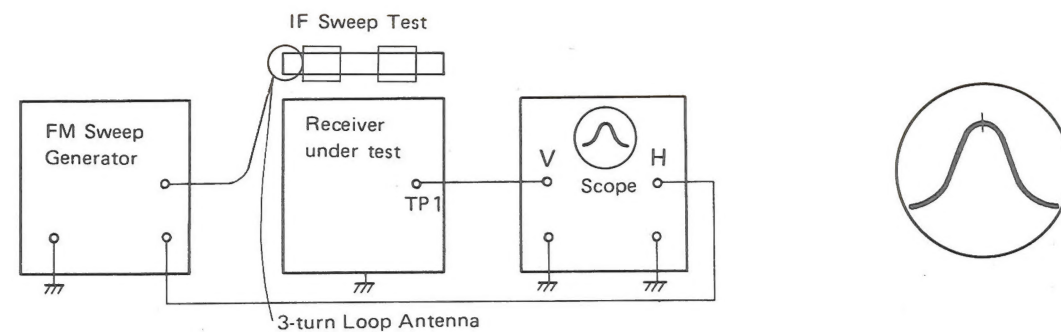 IF Sweep Test
FM Sweep
Generator
Receiver
under test
TP1
V
H
Scope
3-turn Loop Antenna